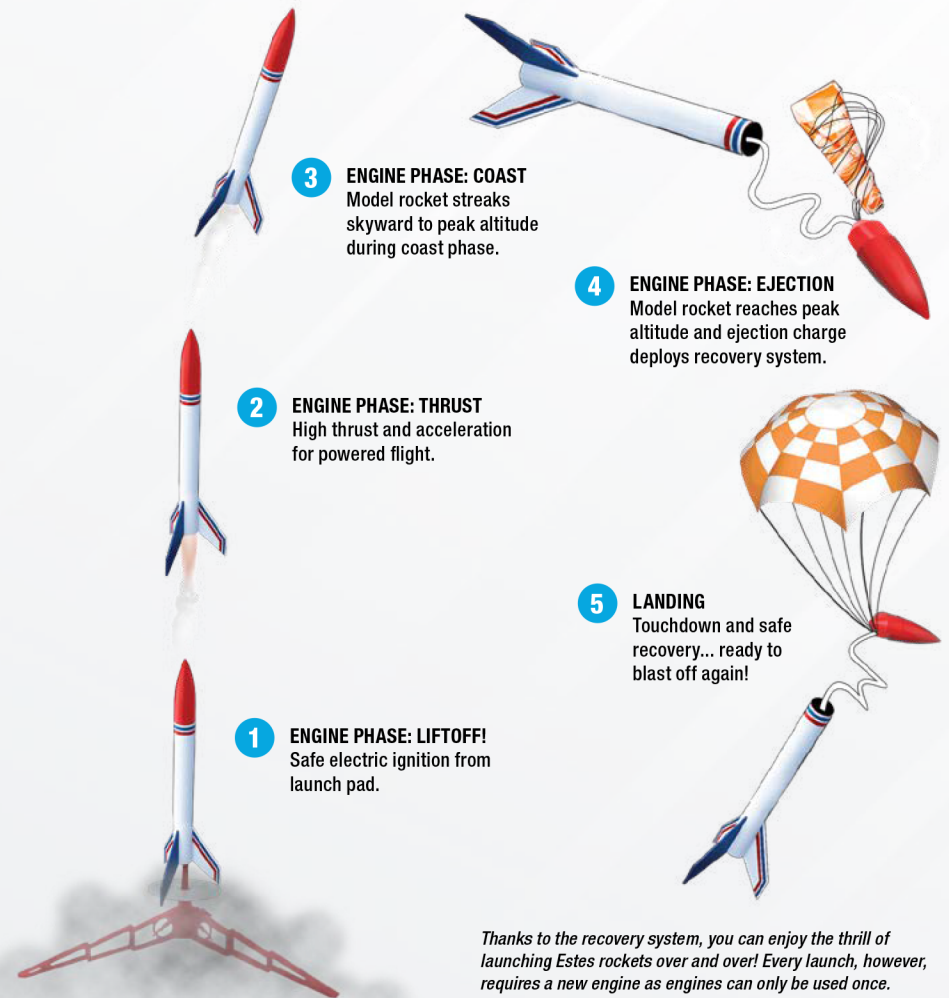 3
ENGINE PHASE: COAST
Model rocket streaks
skyward to peak altitude
during coast phase.
4
ENGINE PHASE: EJECTION
Model rocket reaches peak
altitude and ejection charge
deploys recovery system.
2
ENGINE PHASE: THRUST
High thrust and acceleration
for powered flight.
5
LANDING
Touchdown and safe
recovery... ready to
blast off again!
1
ENGINE PHASE: LIFTOFF!
Safe electric ignition from
launch pad.
Thanks to the recovery system, you can enjoy the thrill of
launching Estes rockets over and over! Every launch, however,
requires a new engine as engines can only be used once.